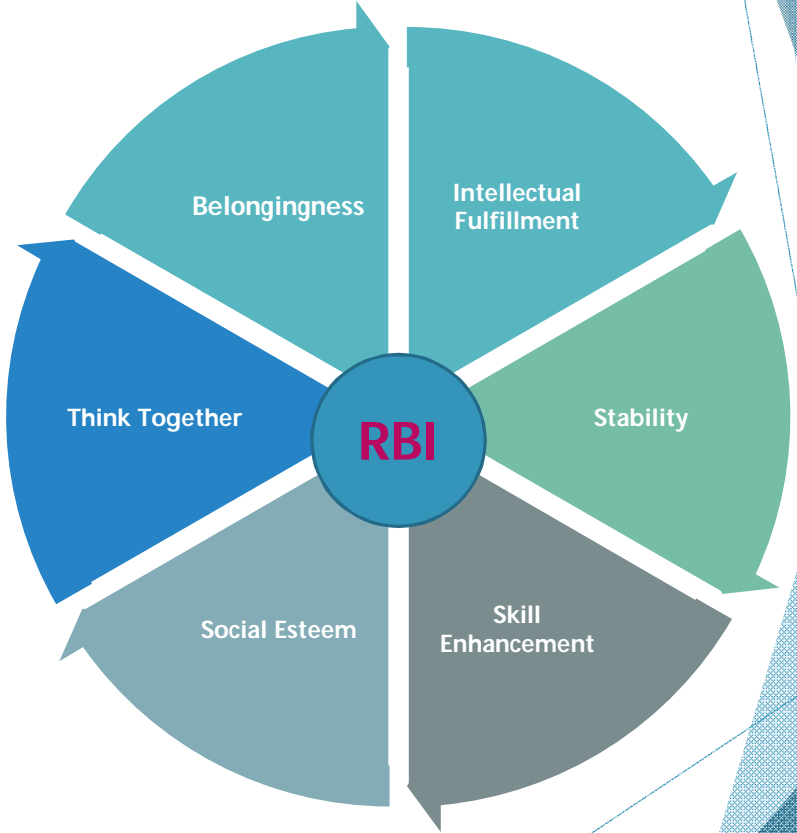 Belongingness
Intellectual
Fulfillment
Think Together
RBI
Stability
Social Esteem
Skill
Enhancement